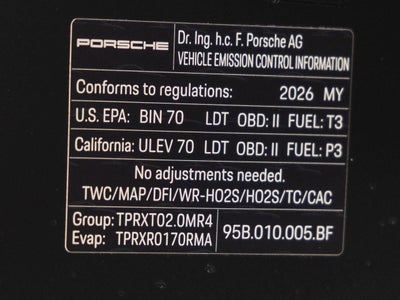 PORSCHE Dr. Ing. h.c. F. Porsche AG
VEHICLE EMISSION CONTROL INFORMATION
Conforms to regulations: 2026 MY
U.S. EPA: BIN 70 LDT OBD: II FUEL: T3
California: ULEV 70 LDT OBD: II FUEL: P3
No adjustments needed.
TWC/MAP/DFI/WR-HO2S/HO2S/TC/CAC
Group: TPRXT02.0MR4
Evap: TPRXR0170RMA
95B.010.005.BF